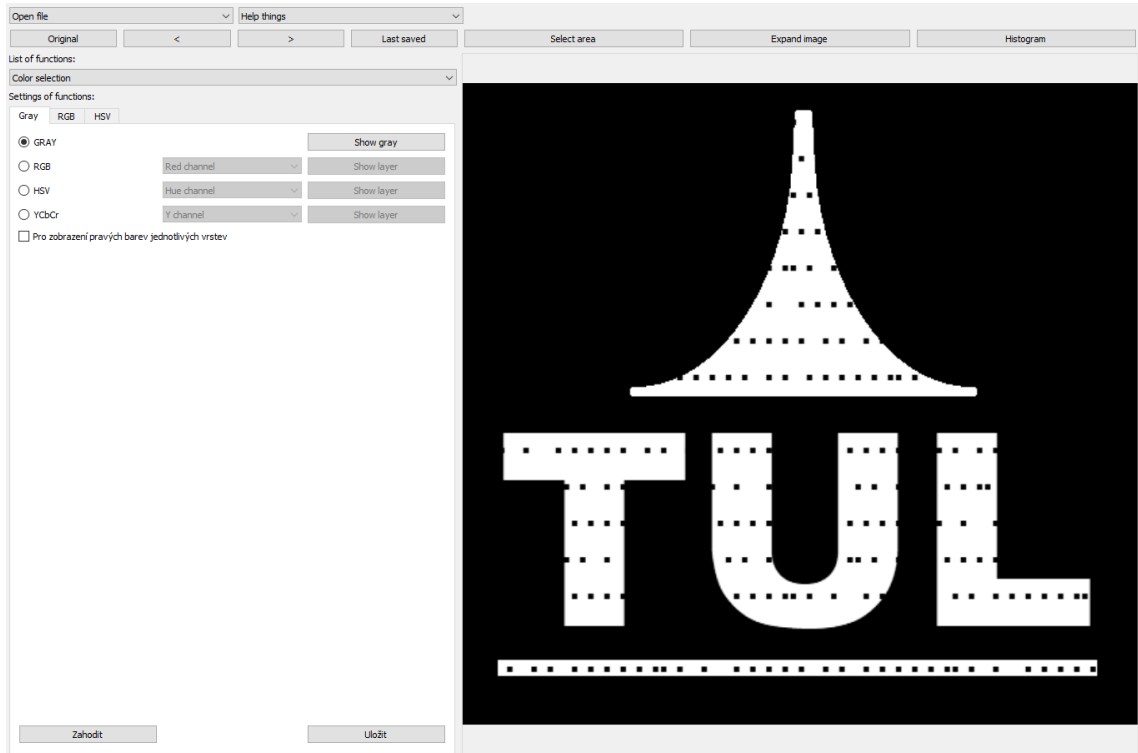 Open file Help things
Original < > Last saved Select area Expand image Histogram
List of functions:
Color selection
Settings of functions:
Gray RGB HSV
GRAY Show gray
RGB Red channel Show layer
HSV Hue channel Show layer
YCbCr Y channel Show layer
Pro zobrazení pravých barev jednotlivých vrstev
TUL
Zahodit Uložit